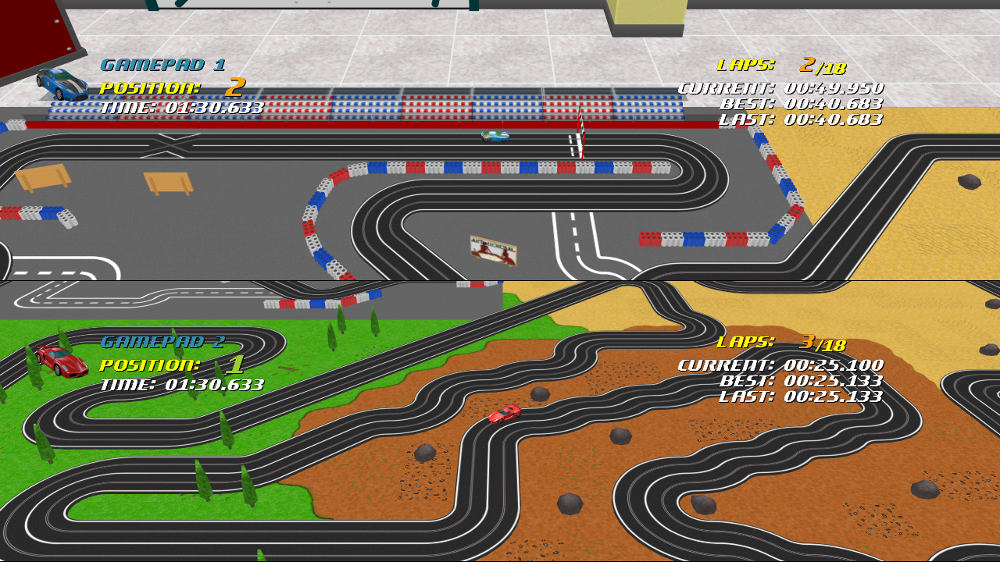 GAMEPAD 1
POSITION: 2
TIME: 01:30.633
LAPS: 2/18
CURRENT: 00:49.950
BEST: 00:40.683
LAST: 00:40.683
GAMEPAD 2
POSITION: 1
TIME: 01:30.633
LAPS: 3/18
CURRENT: 00:25.100
BEST: 00:25.133
LAST: 00:25.133